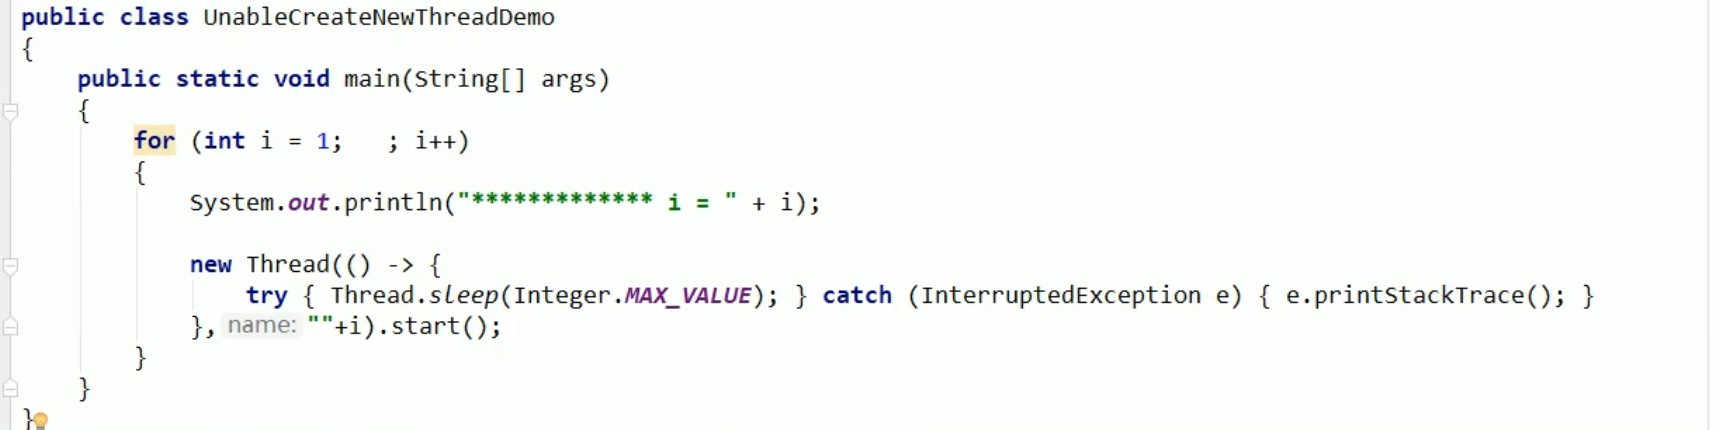 public class UnableCreateNewThreadDemo
{
    public static void main(String[] args)
    {
        for (int i = 1;   ; i++)
        {
            System.out.println("************* i = " + i);

            new Thread(() -> {
                try { Thread.sleep(Integer.MAX_VALUE); } catch (InterruptedException e) { e.printStackTrace(); }
            }, name: ""+i).start();
        }
    }
}